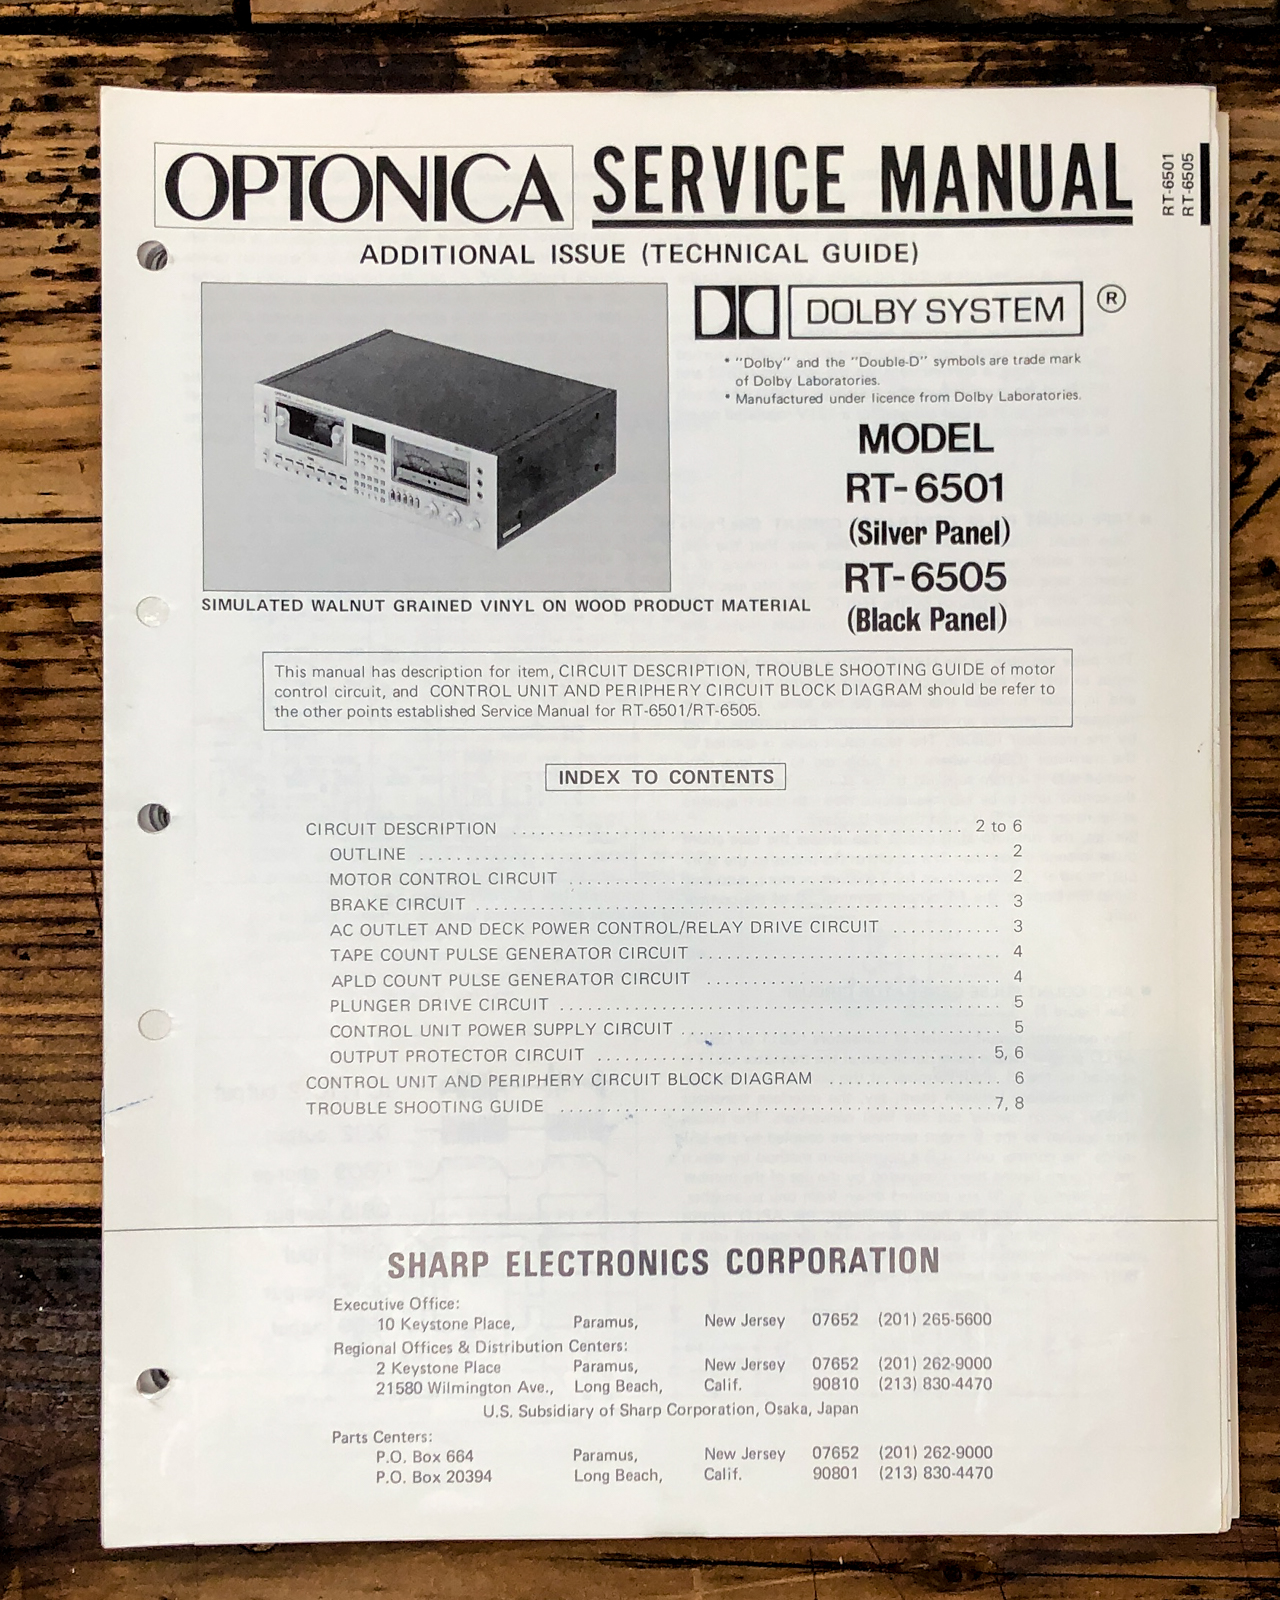 OPTONICA SERVICE MANUAL
RT-6501
RT-6505
ADDITIONAL ISSUE (TECHNICAL GUIDE)
DOLBY SYSTEM ®
* "Dolby" and the "Double-D" symbols are trade mark
of Dolby Laboratories.
* Manufactured under licence from Dolby Laboratories.
MODEL
RT-6501
(Silver Panel)
RT-6505
(Black Panel)
SIMULATED WALNUT GRAINED VINYL ON WOOD PRODUCT MATERIAL
This manual has description for item, CIRCUIT DESCRIPTION, TROUBLE SHOOTING GUIDE of motor
control circuit, and CONTROL UNIT AND PERIPHERY CIRCUIT BLOCK DIAGRAM should be refer to
the other points established Service Manual for RT-6501/RT-6505.
INDEX TO CONTENTS
CIRCUIT DESCRIPTION ........................................ 2 to 6
OUTLINE ........................................ 2
MOTOR CONTROL CIRCUIT ........................................ 2
BRAKE CIRCUIT ........................................ 3
AC OUTLET AND DECK POWER CONTROL/RELAY DRIVE CIRCUIT ............ 3
TAPE COUNT PULSE GENERATOR CIRCUIT .............................. 4
APLD COUNT PULSE GENERATOR CIRCUIT .............................. 4
PLUNGER DRIVE CIRCUIT ........................................ 5
CONTROL UNIT POWER SUPPLY CIRCUIT .............................. 5
OUTPUT PROTECTOR CIRCUIT .................................... 5, 6
CONTROL UNIT AND PERIPHERY CIRCUIT BLOCK DIAGRAM .................. 6
TROUBLE SHOOTING GUIDE ........................................ 7, 8
SHARP ELECTRONICS CORPORATION
Executive Office:
10 Keystone Place, Paramus, New Jersey 07652 (201) 265-5600
Regional Offices & Distribution Centers:
2 Keystone Place Paramus, New Jersey 07652 (201) 262-9000
21580 Wilmington Ave., Long Beach, Calif. 90810 (213) 830-4470
U.S. Subsidiary of Sharp Corporation, Osaka, Japan
Parts Centers:
P.O. Box 664 Paramus, New Jersey 07652 (201) 262-9000
P.O. Box 20394 Long Beach, Calif. 90801 (213) 830-4470